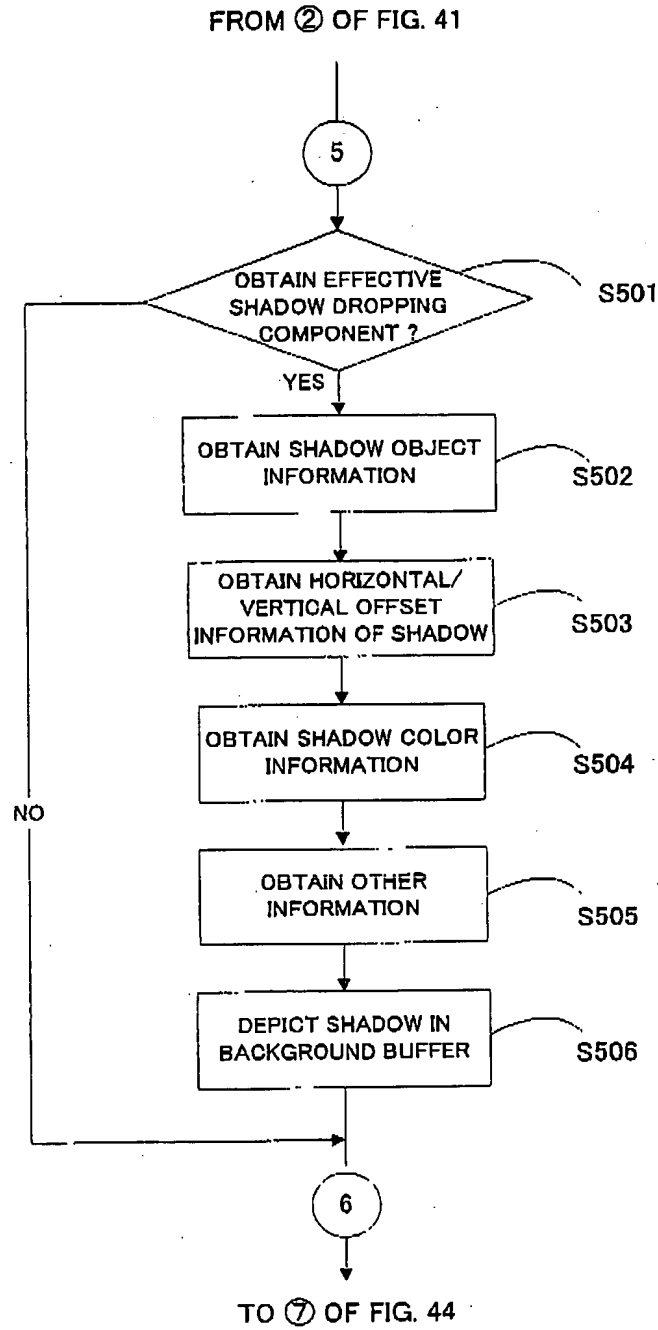 FROM ② OF FIG. 41
5
OBTAIN EFFECTIVE
SHADOW DROPPING
COMPONENT ?
S501
YES
OBTAIN SHADOW OBJECT
INFORMATION
S502
OBTAIN HORIZONTAL/
VERTICAL OFFSET
INFORMATION OF SHADOW
S503
OBTAIN SHADOW COLOR
INFORMATION
S504
NO
OBTAIN OTHER
INFORMATION
S505
DEPICT SHADOW IN
BACKGROUND BUFFER
S506
6
TO ⑦ OF FIG. 44